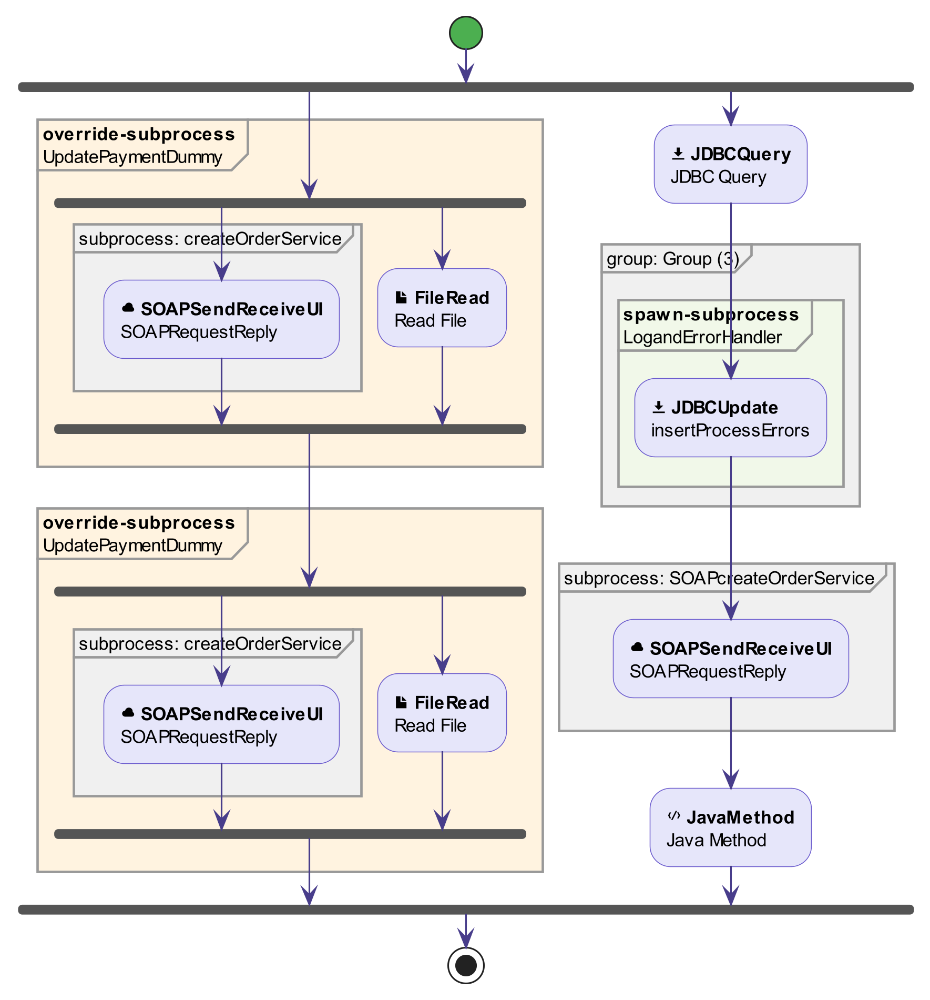 override-subprocess
UpdatePaymentDummy
subprocess: createOrderService
SOAPSendReceiveUI
SOAPRequestReply
FileRead
Read File
override-subprocess
UpdatePaymentDummy
subprocess: createOrderService
SOAPSendReceiveUI
SOAPRequestReply
FileRead
Read File
JDBCQuery
JDBC Query
group: Group (3)
spawn-subprocess
LogandErrorHandler
JDBCUpdate
insertProcessErrors
subprocess: SOAPcreateOrderService
SOAPSendReceiveUI
SOAPRequestReply
JavaMethod
Java Method